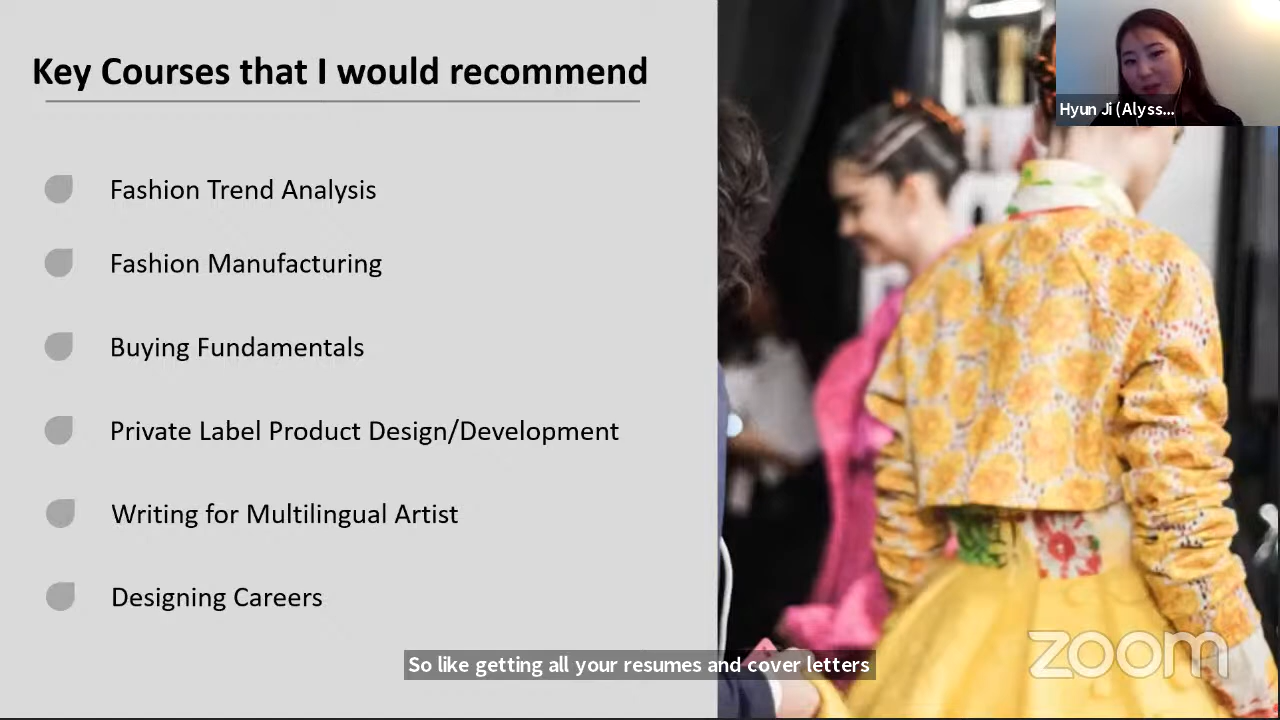 Key Courses that I would recommend
Hyun Ji (Alyss...
Fashion Trend Analysis
Fashion Manufacturing
Buying Fundamentals
Private Label Product Design/Development
Writing for Multilingual Artist
Designing Careers
So like getting all your resumes and cover letters
zoom